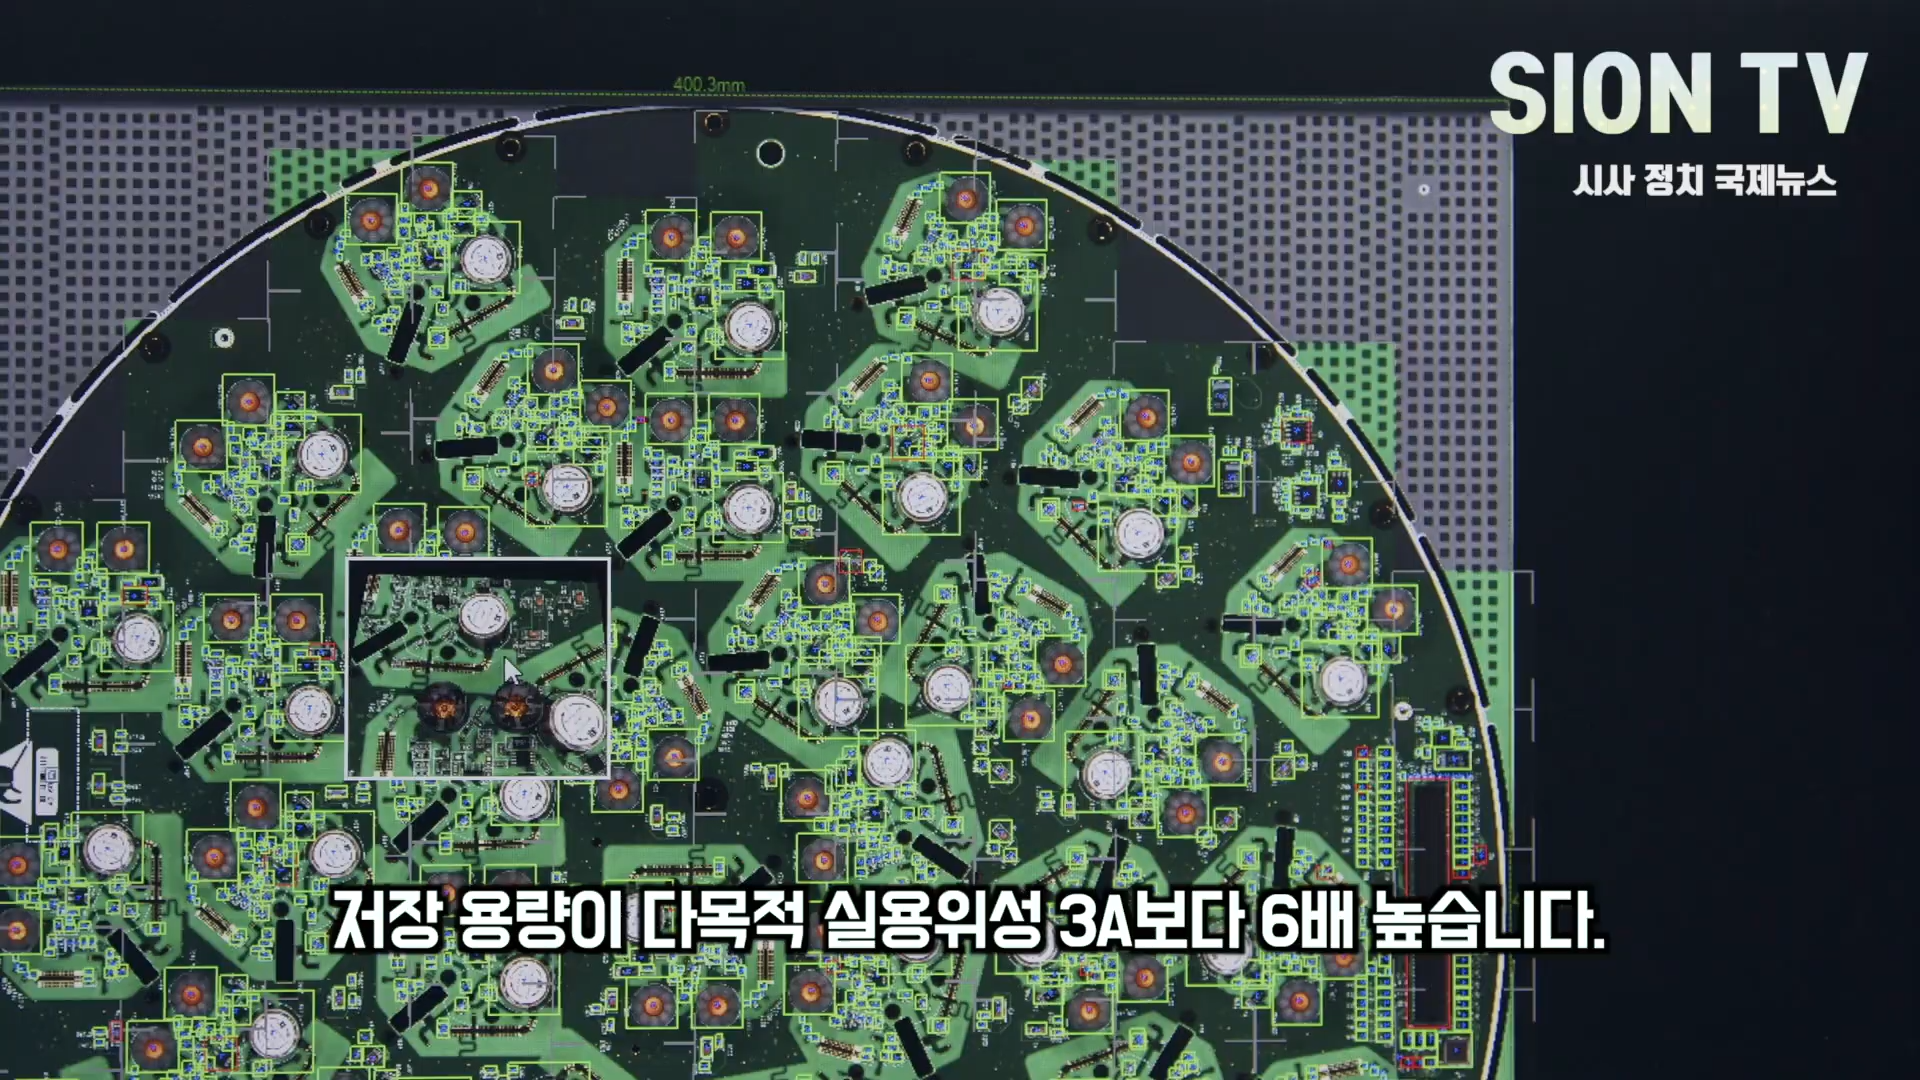 400.3mm
SION TV
시사 정치 국제뉴스
저장 용량이 다목적 실용위성 3A보다 6배 높습니다.